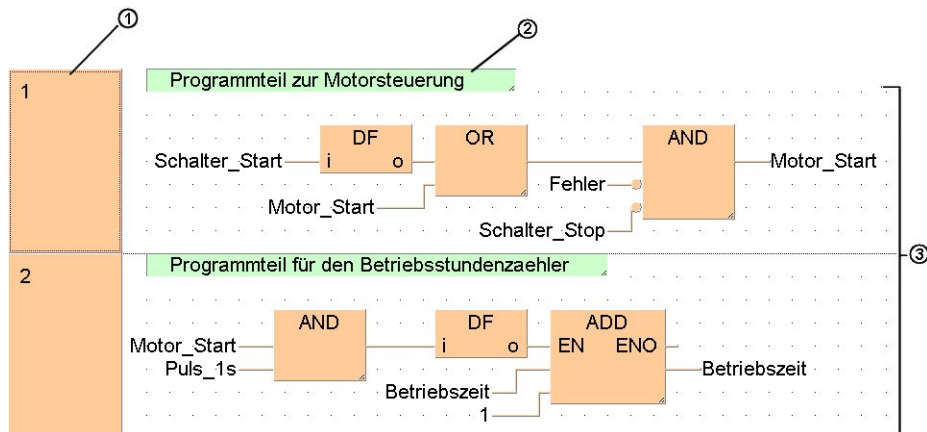 ①
②
1
Programmteil zur Motorsteuerung
DF
OR
AND
Schalter_Start
i
o
Motor_Start
Fehler
Motor_Start
Schalter_Stop
③
2
Programmteil für den Betriebsstundenzaehler
AND
DF
ADD
Motor_Start
i
o
EN
ENO
Puls_1s
Betriebszeit
Betriebszeit
1